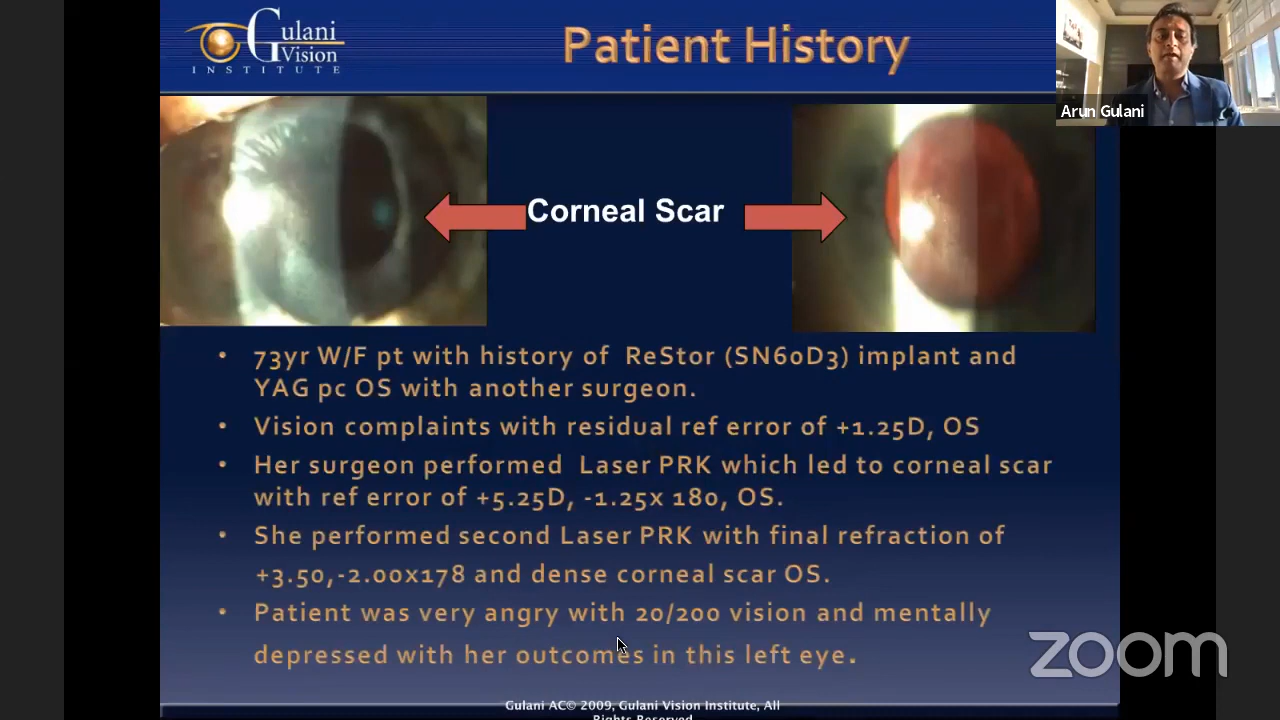 Gulani
Vision
INSTITUTE
Patient History
Arun Gulani
Corneal Scar
• 73yr W/F pt with history of ReStor (SN60D3) implant and
YAG pc OS with another surgeon.
• Vision complaints with residual ref error of +1.25D, OS
• Her surgeon performed Laser PRK which led to corneal scar
with ref error of +5.25D, -1.25x 180, OS.
• She performed second Laser PRK with final refraction of
+3.50,-2.00x178 and dense corneal scar OS.
• Patient was very angry with 20/200 vision and mentally
depressed with her outcomes in this left eye.
zoom
Gulani AC© 2009, Gulani Vision Institute, All
Rights Reserved